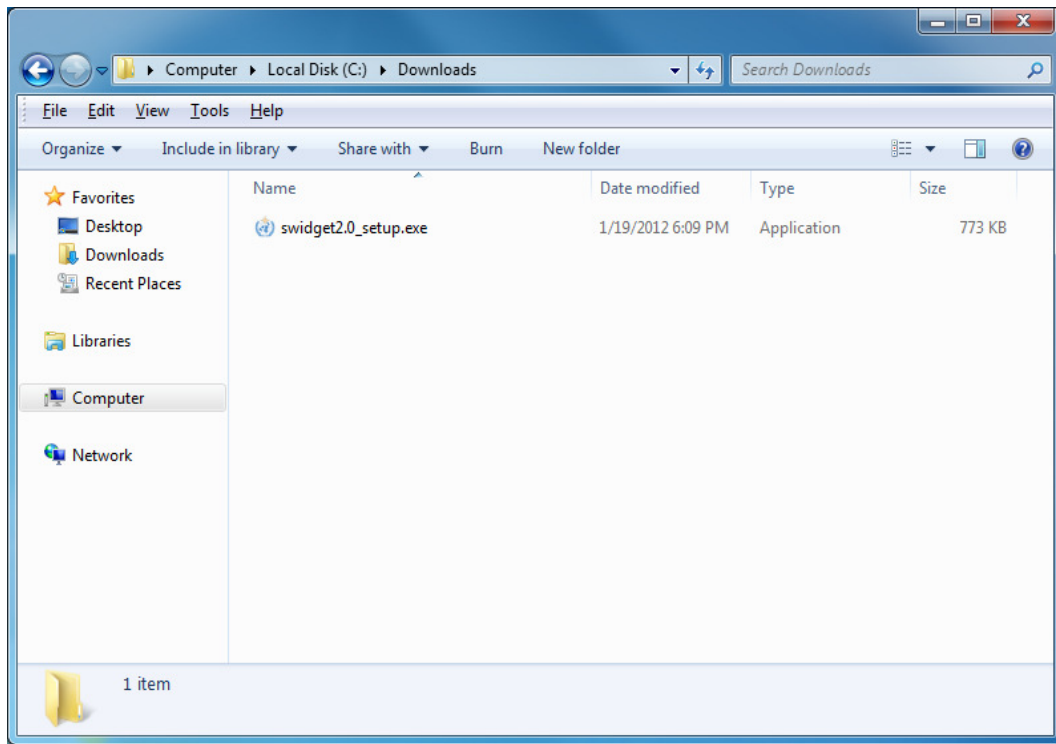 Computer Local Disk (C:) Downloads
Search Downloads
File Edit View Tools Help
Organize Include in library Share with Burn New folder
Favorites
Desktop
Downloads
Recent Places
Libraries
Computer
Network
Name Date modified Type Size
swidget2.0_setup.exe 1/19/2012 6:09 PM Application 773 KB
1 item